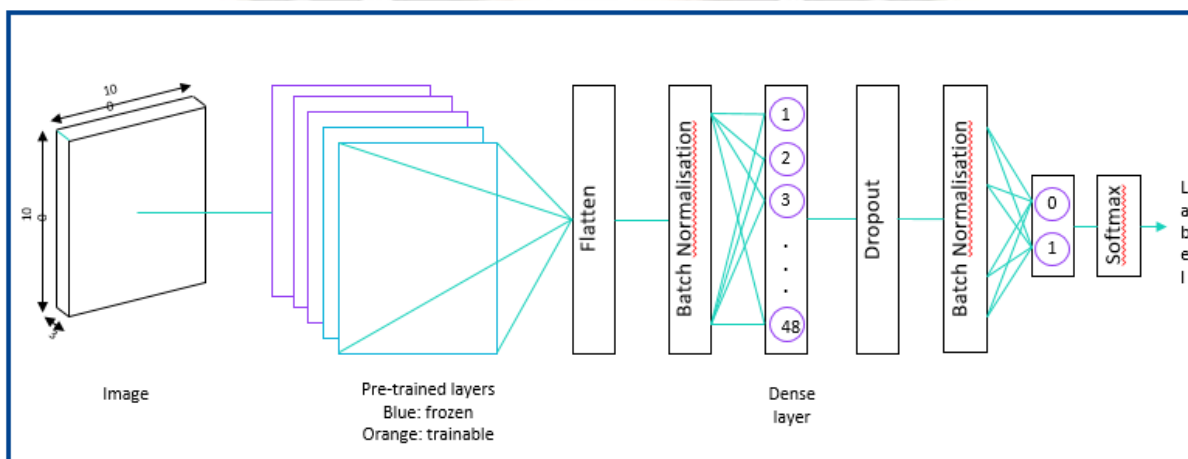 10
0
10
0
3
Image
Pre-trained layers
Blue: frozen
Orange: trainable
Flatten
Batch Normalisation
1
2
3
.
.
.
48
Dense
layer
Dropout
Batch Normalisation
0
1
Softmax
L
a
b
e
l